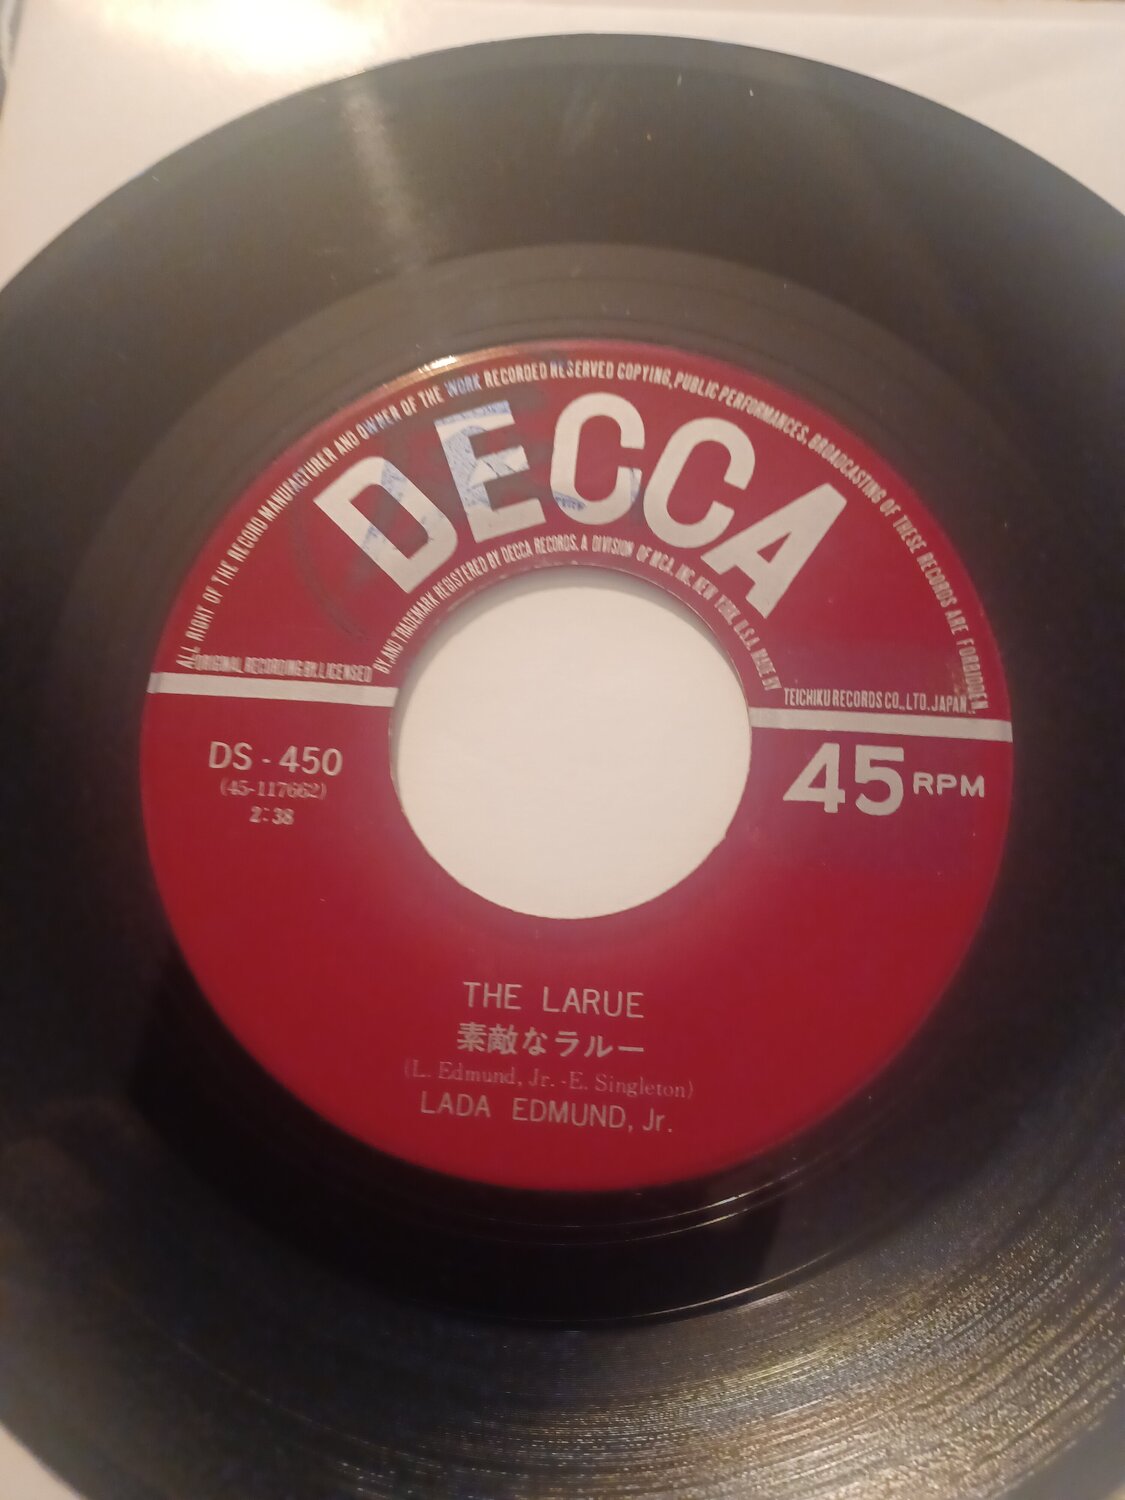 ALL RIGHT OF THE RECORD MANUFACTURER AND OWNER OF THE WORK RECORDED RESERVED COPYING, PUBLIC PERFORMANCES, BROADCASTING OF THESE RECORDS ARE FORBIDDEN.
DECCA
ORIGINAL RECORDING BY, LICENSED
BY, AND TRADEMARK REGISTERED BY DECCA RECORDS, A DIVISION OF MCA, INC. NEW YORK, U.S.A. MADE BY
TEICHIKU RECORDS CO., LTD. JAPAN.
DS - 450
(45-117662)
2:38
45 RPM
THE LARUE
素敵なラルー
(L. Edmund, Jr. -E. Singleton)
LADA EDMUND, Jr.